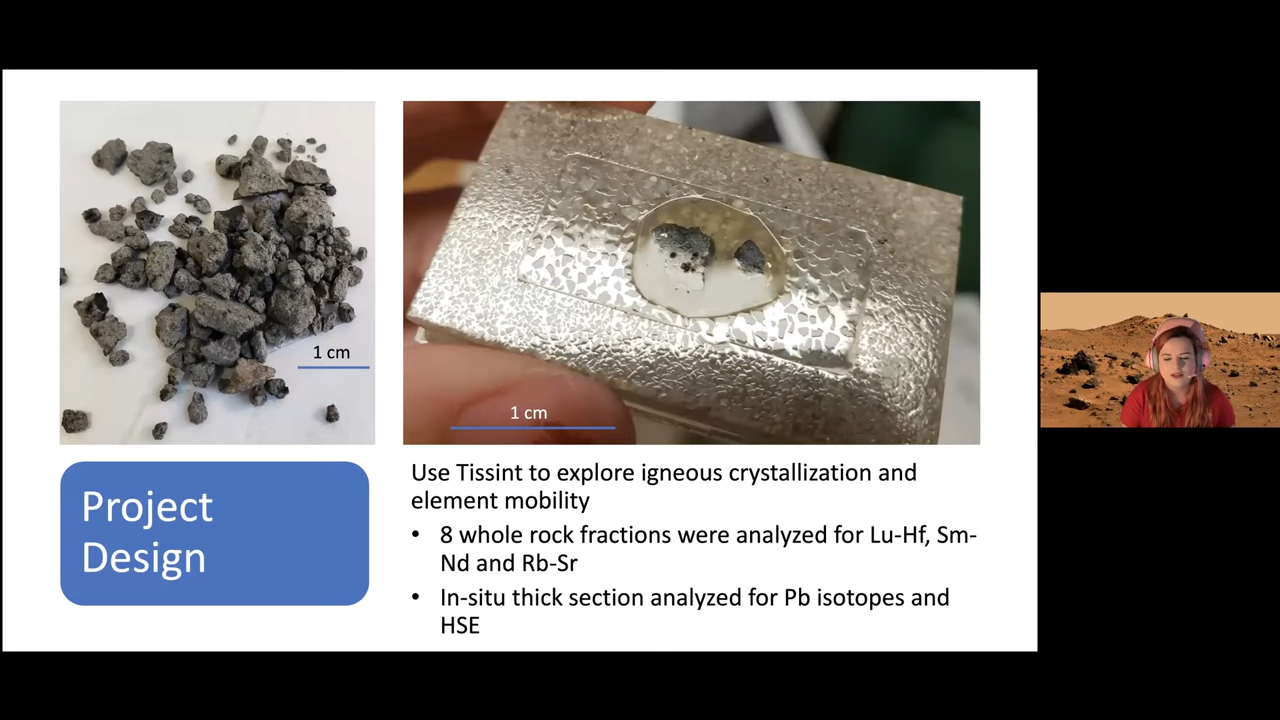 1 cm
1 cm
Project
Design
Use Tissint to explore igneous crystallization and
element mobility
• 8 whole rock fractions were analyzed for Lu-Hf, Sm-
Nd and Rb-Sr
• In-situ thick section analyzed for Pb isotopes and
HSE